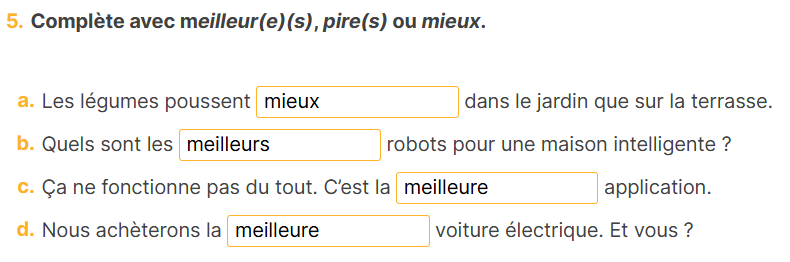 5. Complète avec meilleur(e)(s), pire(s) ou mieux.
a. Les légumes poussent mieux dans le jardin que sur la terrasse.
b. Quels sont les meilleurs robots pour une maison intelligente ?
c. Ça ne fonctionne pas du tout. C’est la meilleure application.
d. Nous achèterons la meilleure voiture électrique. Et vous ?